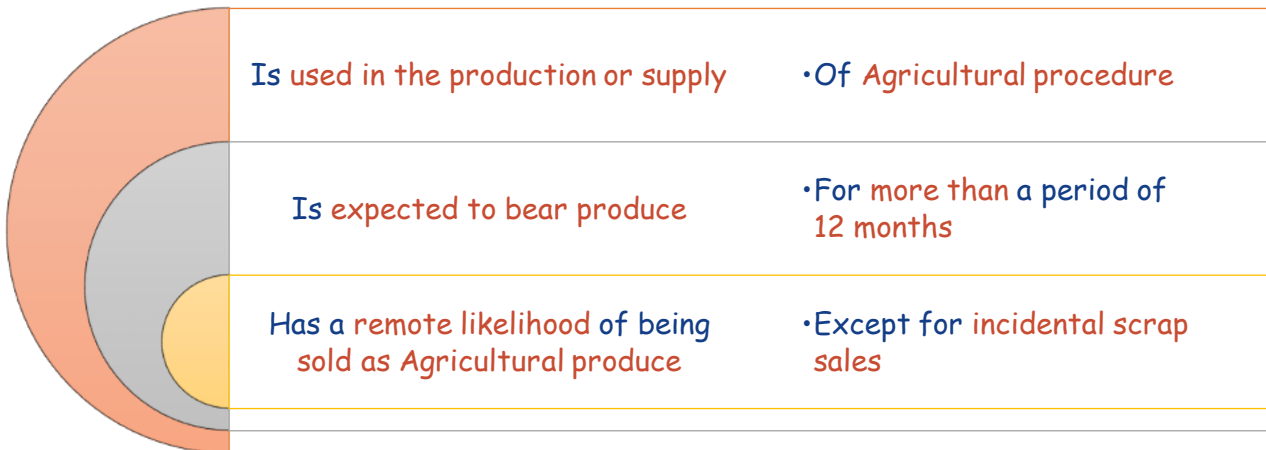 Is used in the production or supply
•Of Agricultural procedure
Is expected to bear produce
•For more than a period of
12 months
Has a remote likelihood of being
sold as Agricultural produce
•Except for incidental scrap
sales